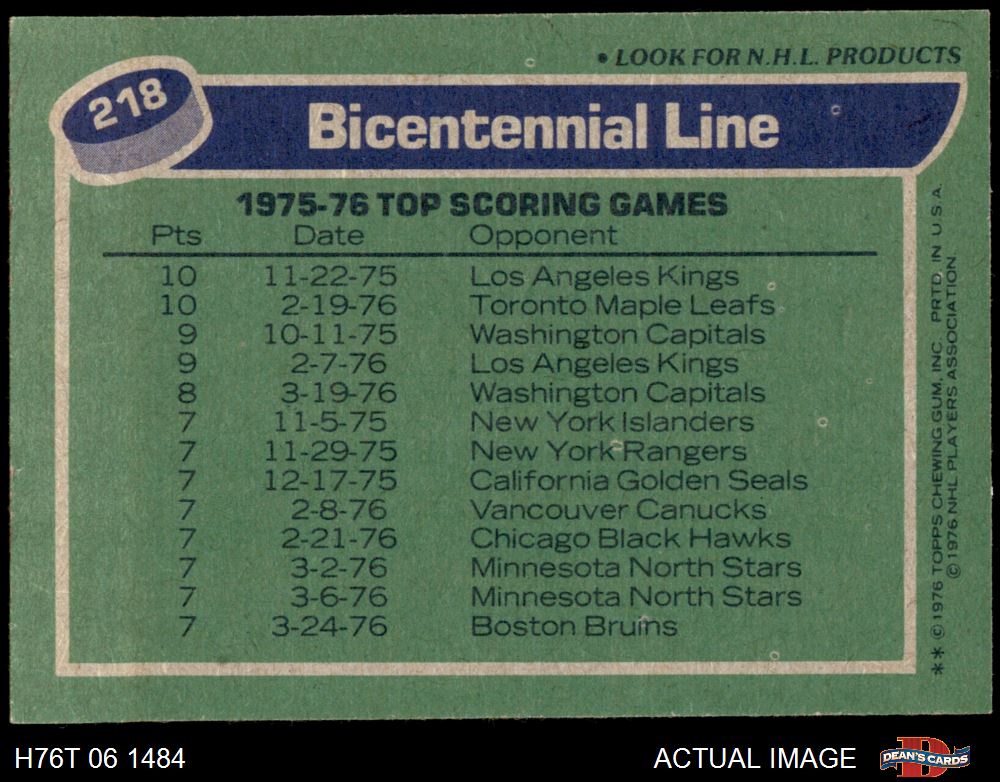 • LOOK FOR N.H.L. PRODUCTS
218
Bicentennial Line
1975-76 TOP SCORING GAMES
Pts Date Opponent
10 11-22-75 Los Angeles Kings
10 2-19-76 Toronto Maple Leafs
9 10-11-75 Washington Capitals
9 2-7-76 Los Angeles Kings
8 3-19-76 Washington Capitals
7 11-5-75 New York Islanders
7 11-29-75 New York Rangers
7 12-17-75 California Golden Seals
7 2-8-76 Vancouver Canucks
7 2-21-76 Chicago Black Hawks
7 3-2-76 Minnesota North Stars
7 3-6-76 Minnesota North Stars
7 3-24-76 Boston Bruins
** © 1976 TOPPS CHEWING GUM, INC. PRTD. IN U.S.A.
© 1976 NHL PLAYERS ASSOCIATION.
H76T 06 1484
ACTUAL IMAGE
D
DEAN'S CARDS